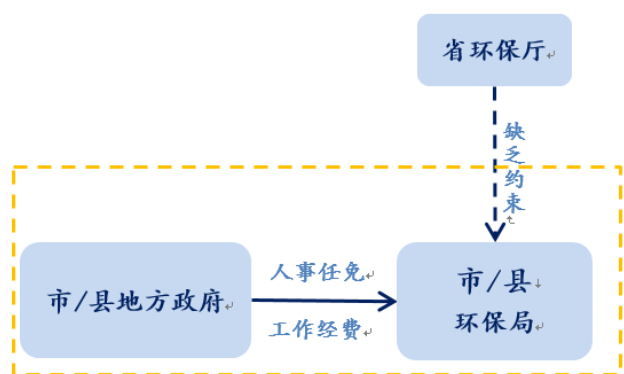 省环保厅
缺乏约束
人事任免
市/县地方政府
工作经费
市/县
环保局